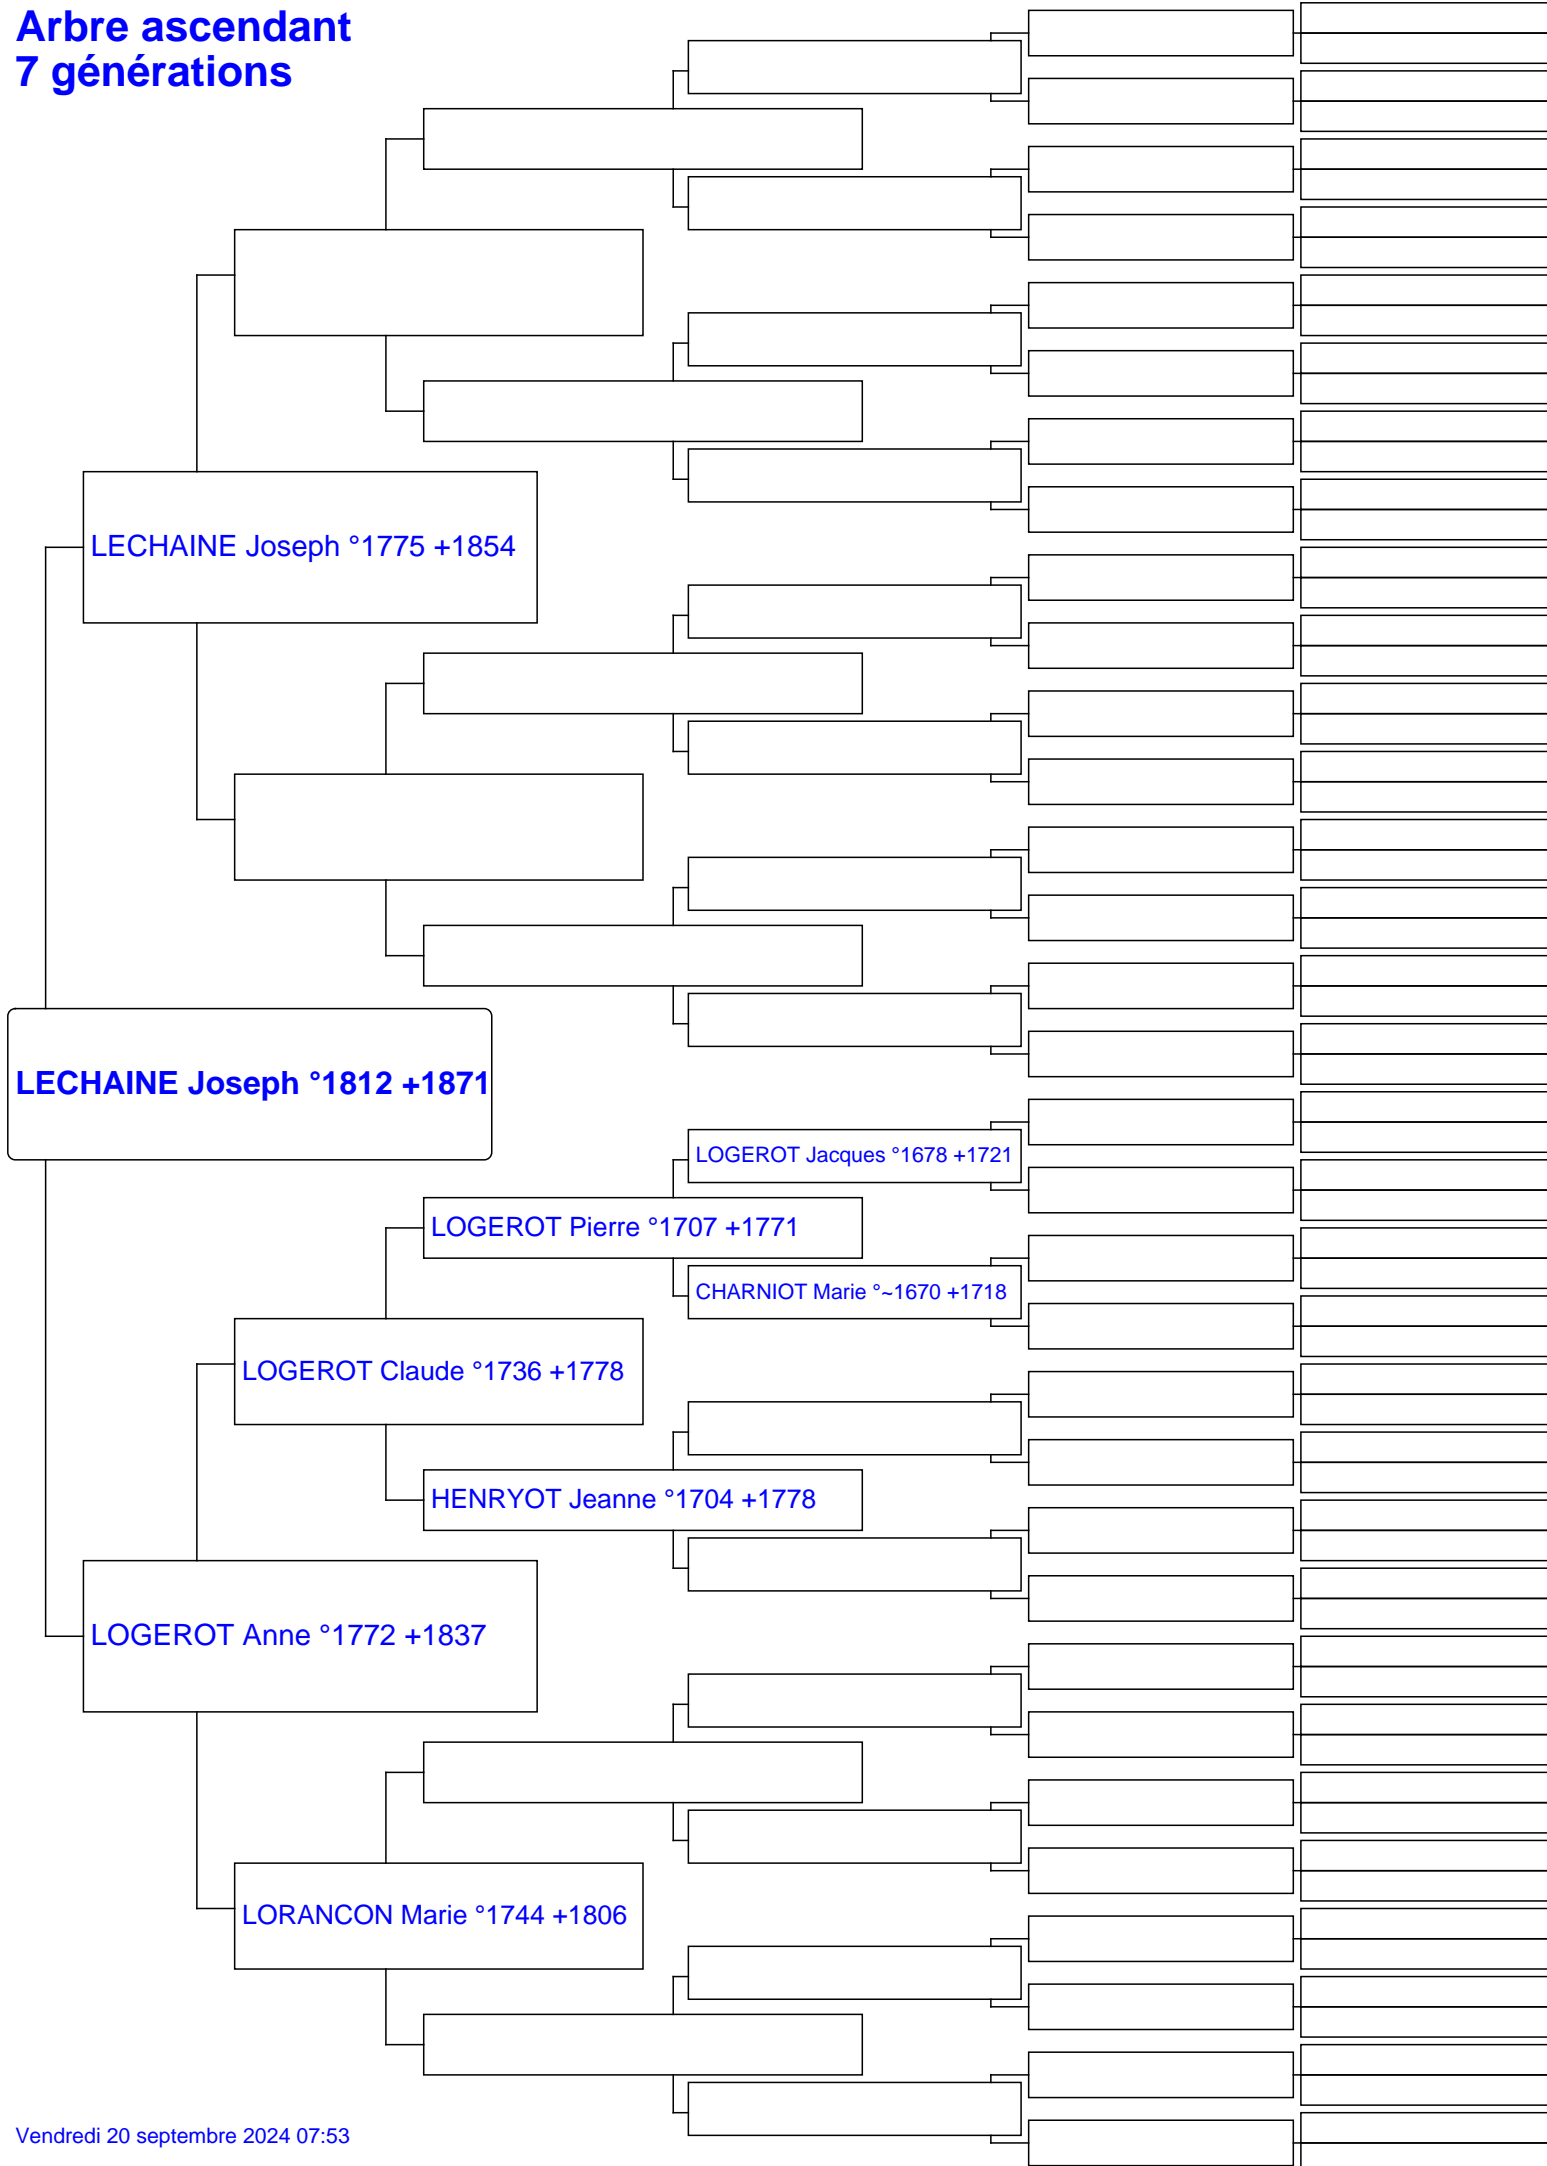 Arbre ascendant
7 générations
LECHAINE Joseph °1775 +1854
LECHAINE Joseph °1812 +1871
LOGEROT Jacques °1678 +1721
LOGEROT Pierre °1707 +1771
CHARNIOT Marie °~1670 +1718
LOGEROT Claude °1736 +1778
HENRYOT Jeanne °1704 +1778
LOGEROT Anne °1772 +1837
LORANCON Marie °1744 +1806
Vendredi 20 septembre 2024 07:53